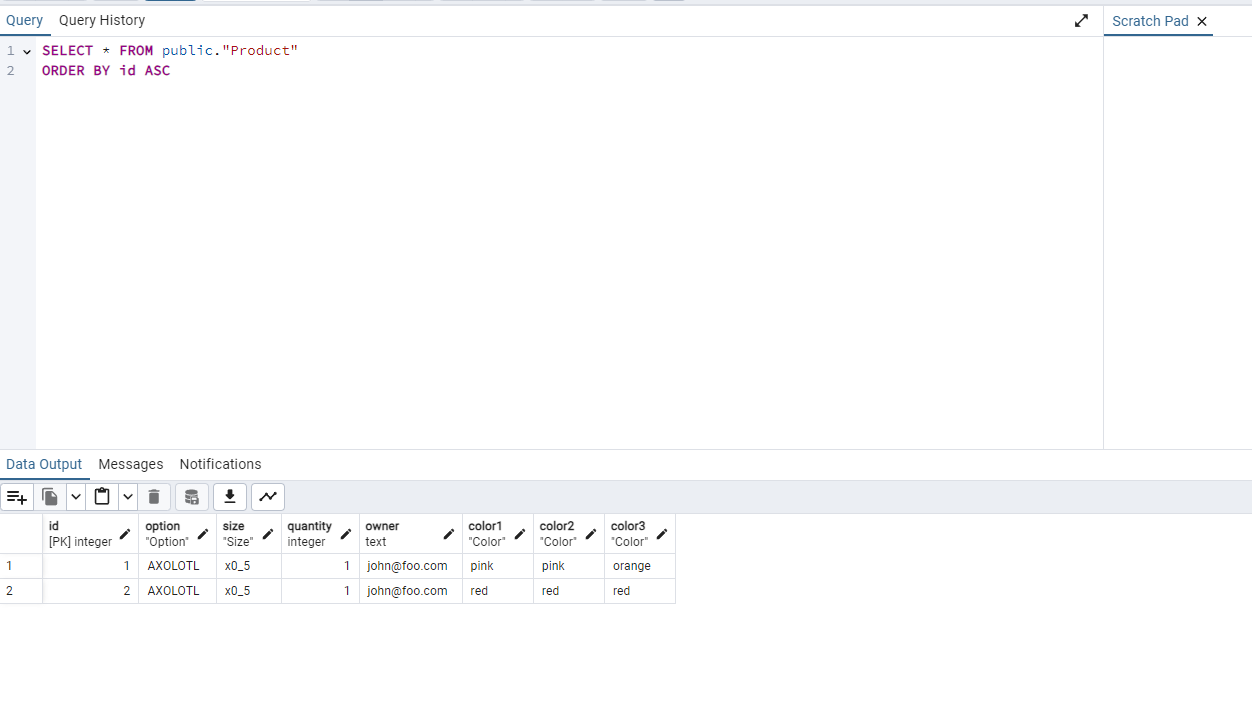 Query Query History Scratch Pad
1 SELECT * FROM public."Product"
2 ORDER BY id ASC
Data Output Messages Notifications
id option size quantity owner color1 color2 color3
[PK] integer "Option" "Size" integer text "Color" "Color" "Color"
1 1 AXOLOTL x0_5 1 john@foo.com pink pink orange
2 2 AXOLOTL x0_5 1 john@foo.com red red red